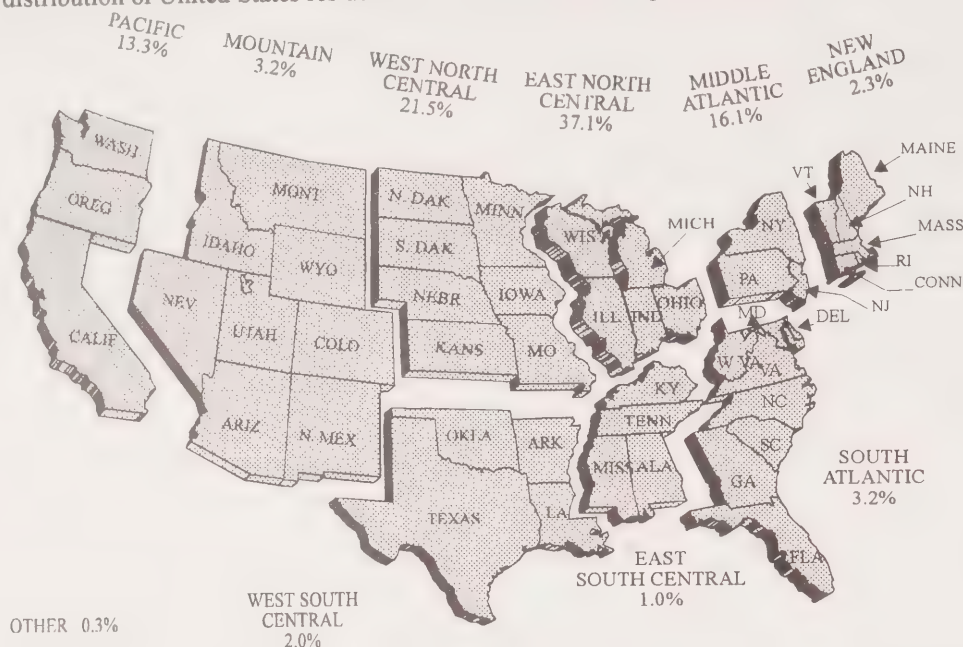 distribution of United States
PACIFIC
13.3%
MOUNTAIN
3.2%
WEST NORTH
CENTRAL
21.5%
EAST NORTH
CENTRAL
37.1%
MIDDLE
ATLANTIC
16.1%
NEW
ENGLAND
2.3%
WASH
OREG
CALIF
NEV
IDAHO
MONT
WYO
UTAH
COLO
ARIZ
N. MEX
N. DAK
S. DAK
NEBR
KANS
MINN
IOWA
MO
WIS
MICH
ILL
IND
OHIO
NY
PA
NJ
VT
MAINE
NH
MASS
RI
CONN
MD
DEL
W VA
VA
NC
SC
GA
FLA
KY
TENN
MISS
ALA
OKLA
ARK
TEXAS
LA
SOUTH
ATLANTIC
3.2%
EAST
SOUTH CENTRAL
1.0%
WEST SOUTH
CENTRAL
2.0%
OTHER 0.3%